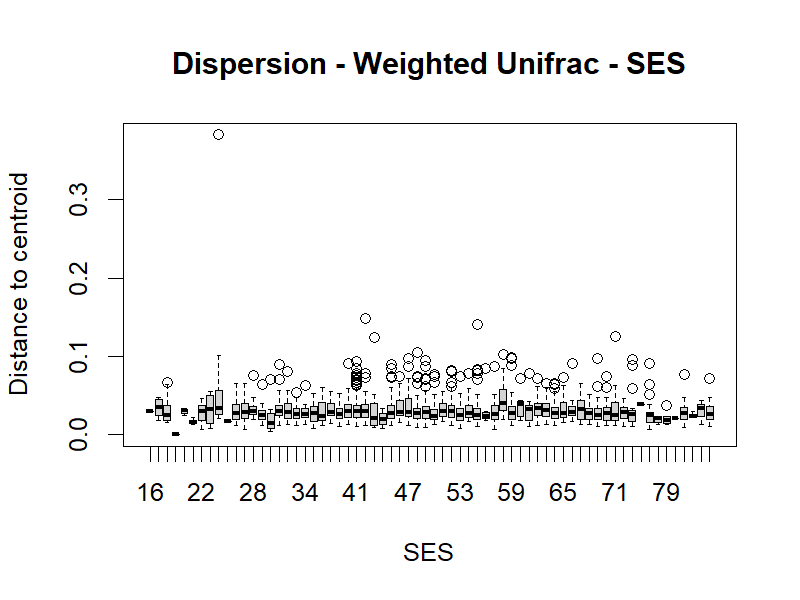 Dispersion - Weighted Unifrac - SES
Distance to centroid
0.3
0.2
0.1
0.0
16 22 28 34 41 47 53 59 65 71 79
SES